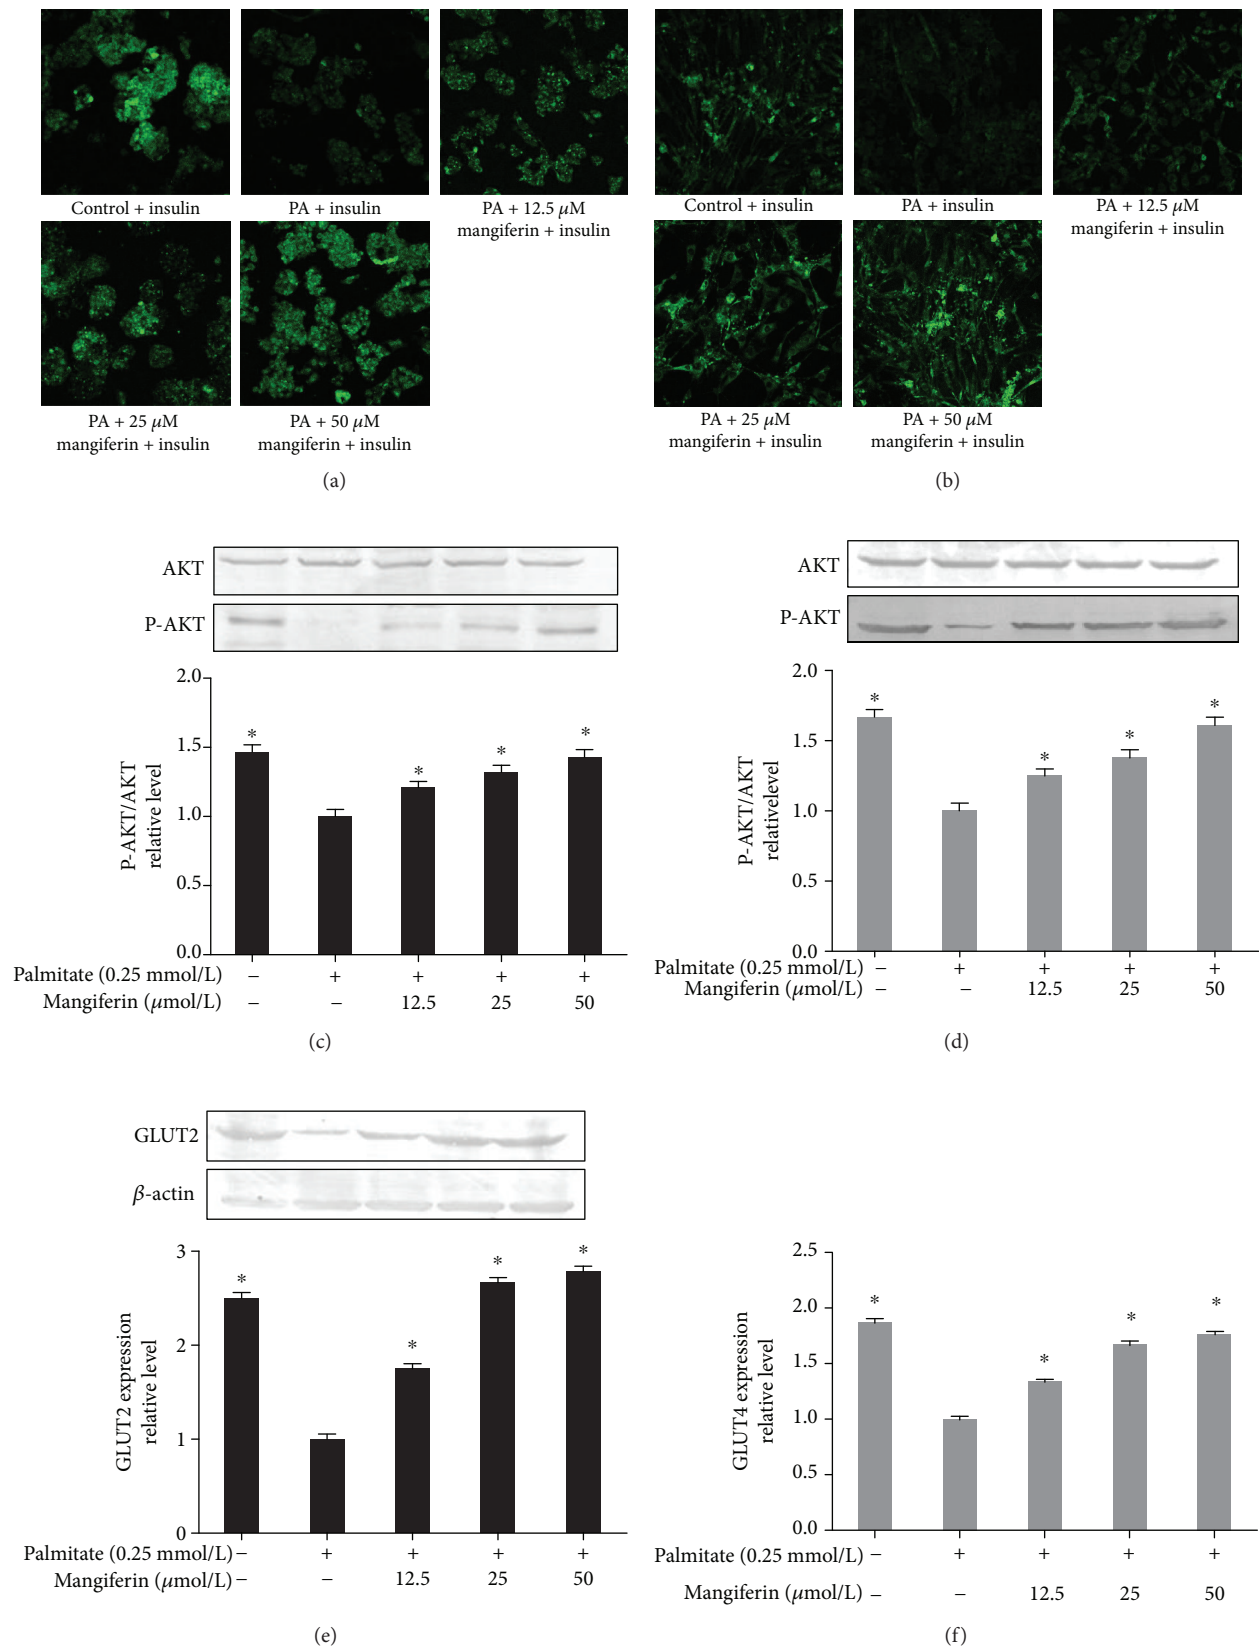 Control + insulin
PA + insulin
PA + 12.5 μM
mangiferin + insulin
PA + 25 μM
mangiferin + insulin
PA + 50 μM
mangiferin + insulin
(a)
Control + insulin
PA + insulin
PA + 12.5 μM
mangiferin + insulin
PA + 25 μM
mangiferin + insulin
PA + 50 μM
mangiferin + insulin
(b)
AKT
P-AKT
2.0
1.5
1.0
0.5
0.0
P-AKT/AKT
relative level
* * * * *
Palmitate (0.25 mmol/L) − + + + +
Mangiferin (μmol/L) − − 12.5 25 50
(c)
AKT
P-AKT
2.0
1.5
1.0
0.5
0.0
P-AKT/AKT
relativelevel
* * * *
Palmitate (0.25 mmol/L) − + + + +
Mangiferin (μmol/L) − − 12.5 25 50
(d)
GLUT2
β-actin
3
2
1
0
GLUT2 expression
relative level
* * * *
Palmitate (0.25 mmol/L) − + + + +
Mangiferin (μmol/L) − − 12.5 25 50
(e)
2.5
2.0
1.5
1.0
0.5
0.0
GLUT4 expression
relative level
* * * *
Palmitate (0.25 mmol/L) − + + + +
Mangiferin (μmol/L) − − 12.5 25 50
(f)